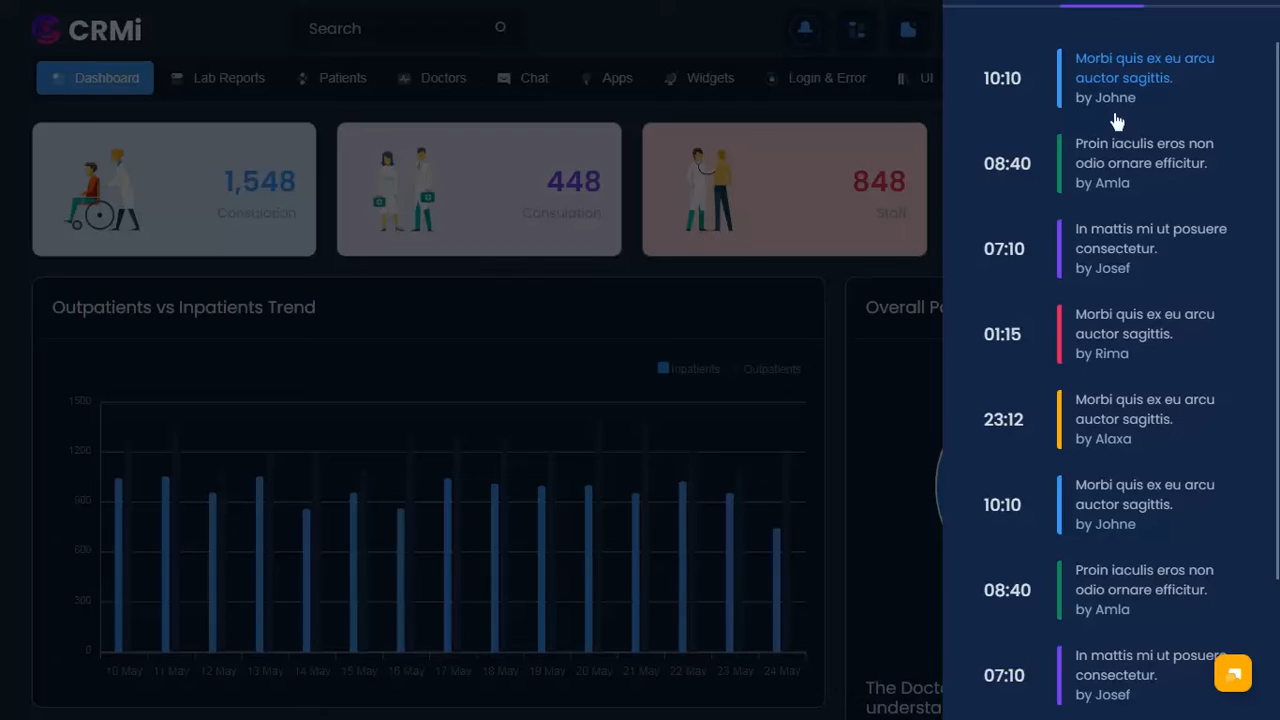 CRMi
Search
Dashboard
Lab Reports
Patients
Doctors
Chat
Apps
Widgets
Login & Error
UI
1,548
Consulation
448
Consulation
848
Staff
Outpatients vs Inpatients Trend
Inpatients
Outpatients
1500
1200
900
600
300
0
10 May
11 May
12 May
13 May
14 May
15 May
16 May
17 May
18 May
19 May
20 May
21 May
22 May
23 May
24 May
Overall
The
10:10
Morbi quis ex eu arcu
auctor sagittis.
by Johne
08:40
Proin iaculis eros non
odio ornare efficitur.
by Amla
07:10
In mattis mi ut posuere
consectetur.
by Josef
01:15
Morbi quis ex eu arcu
auctor sagittis.
by Rima
23:12
Morbi quis ex eu arcu
auctor sagittis.
by Alaxa
10:10
Morbi quis ex eu arcu
auctor sagittis.
by Johne
08:40
Proin iaculis eros non
odio ornare efficitur.
by Amla
07:10
In mattis mi ut posuere
consectetur.
by Josef